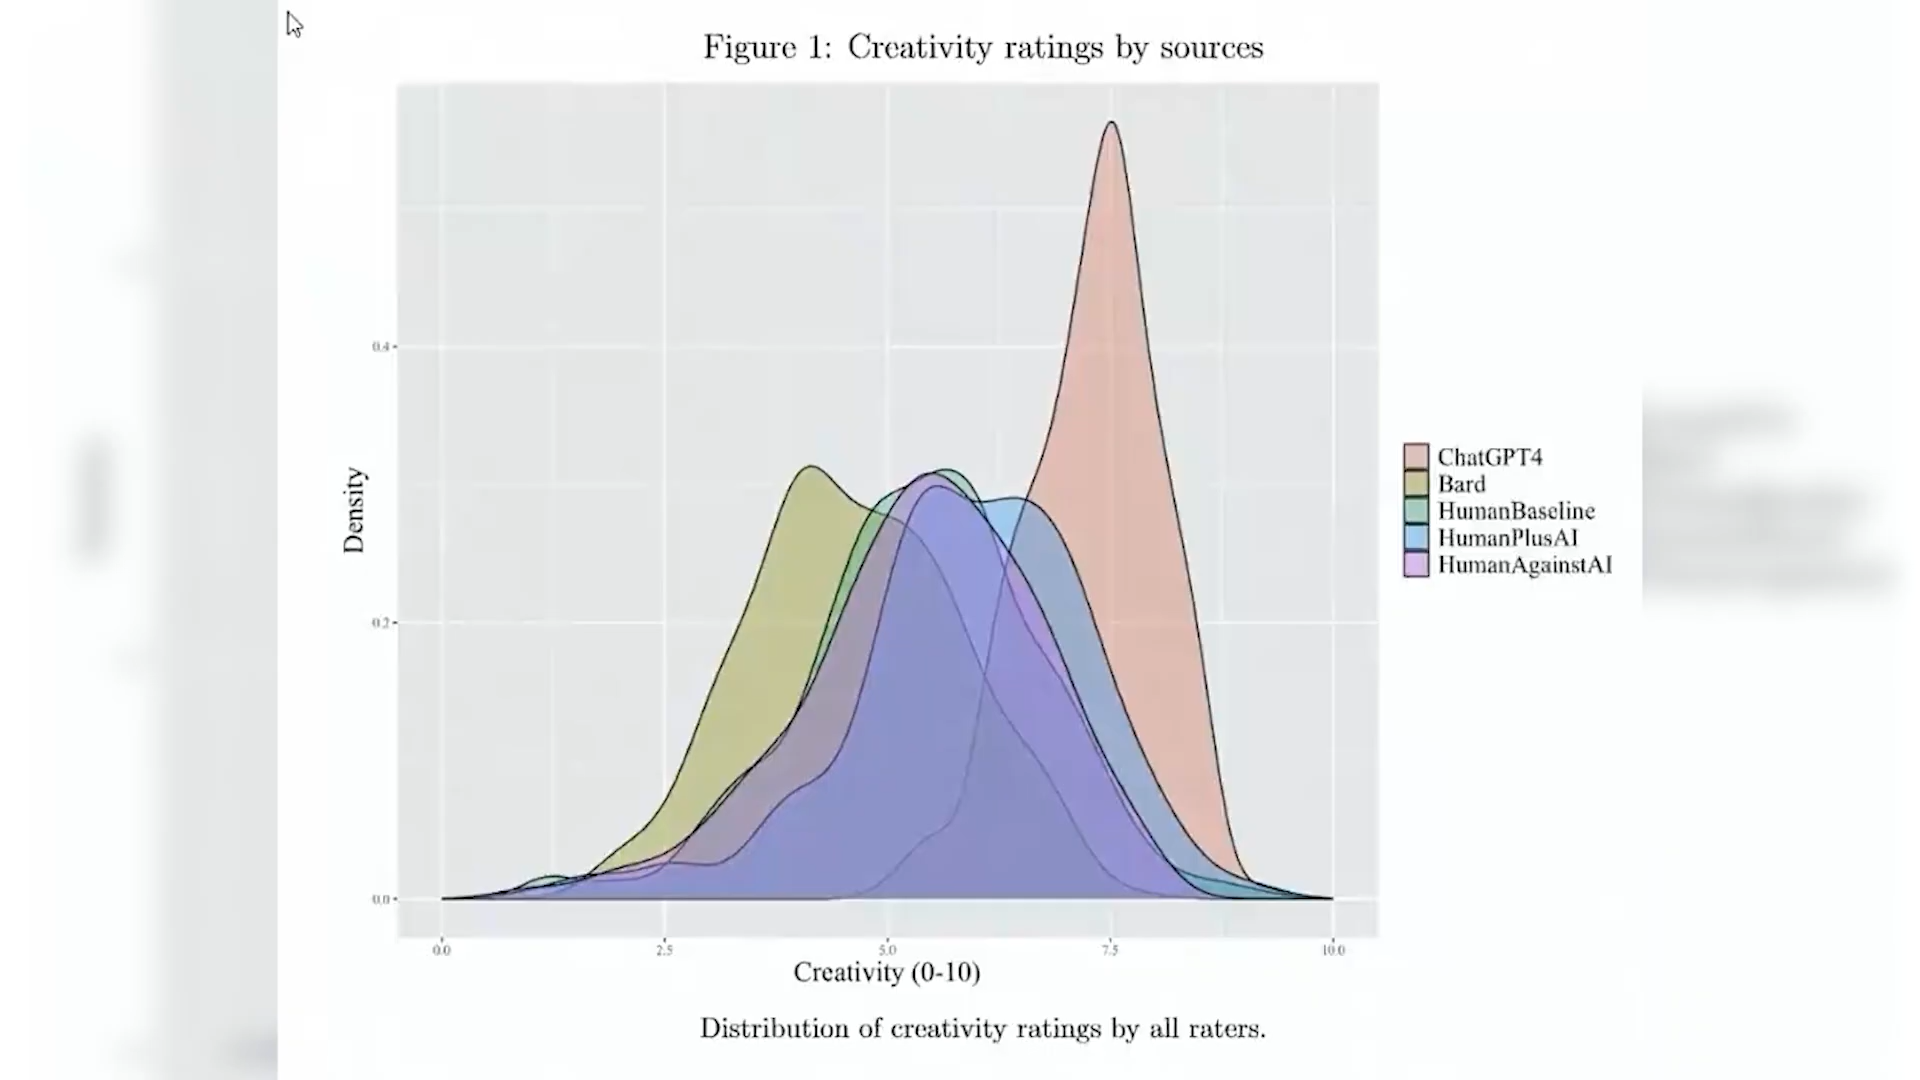 Figure 1: Creativity ratings by sources
0.4
Density
0.2
0.0
0.0 2.5 5.0 7.5 10.0
Creativity (0-10)
ChatGPT4
Bard
HumanBaseline
HumanPlusAI
HumanAgainstAI
Distribution of creativity ratings by all raters.